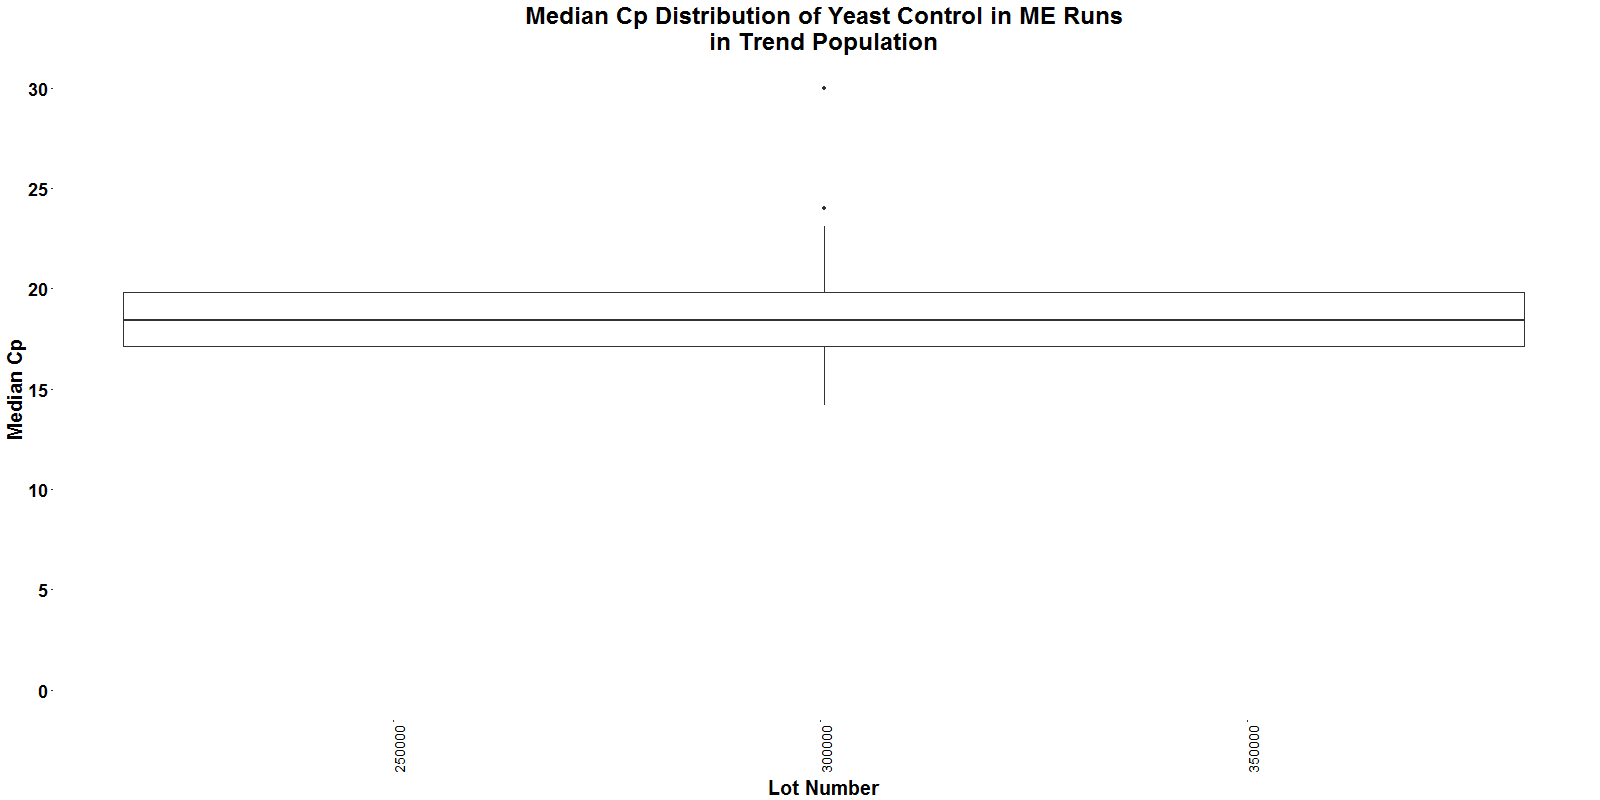 Median Cp Distribution of Yeast Control in ME Runs
in Trend Population
30
25
20
15
10
5
0
Median Cp
250000
300000
350000
Lot Number